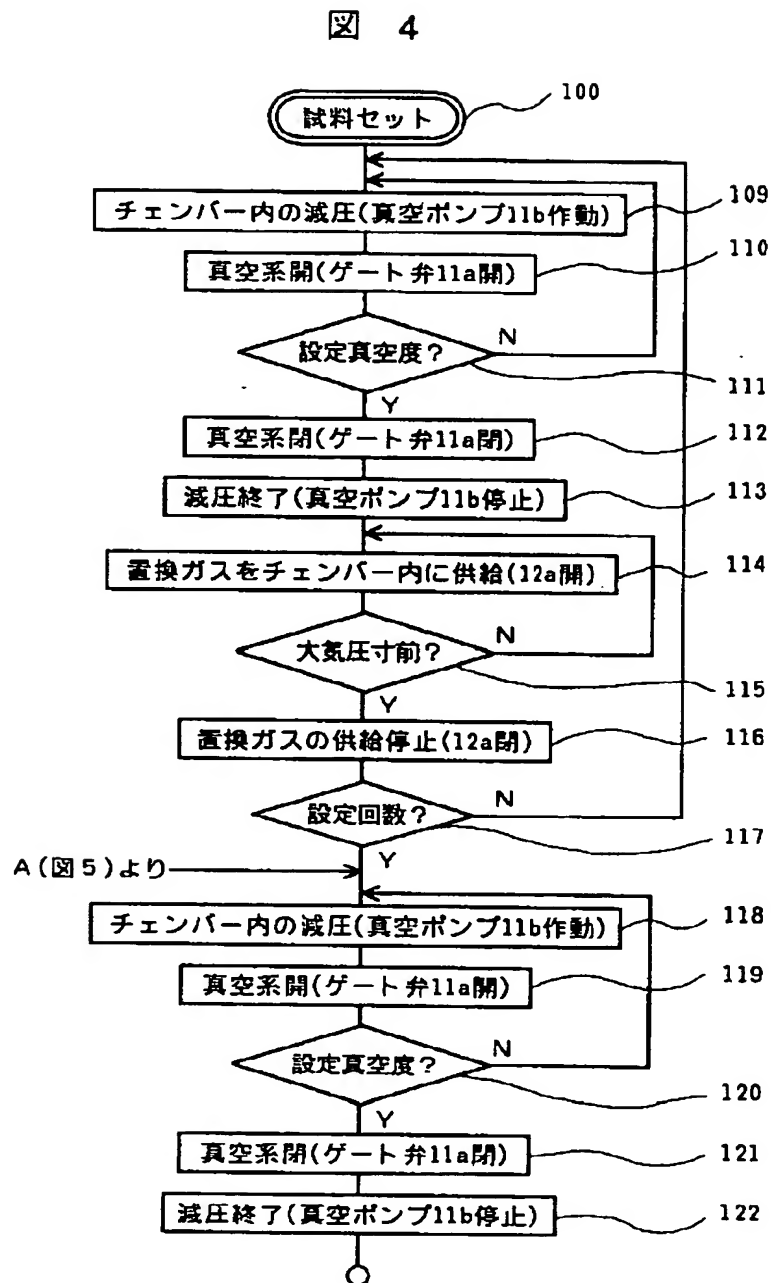 図 4
試料セット
100
チェンバー内の減圧(真空ポンプ11b作動)
109
真空系開(ゲート弁11a開)
110
設定真空度?
N
111
Y
真空系閉(ゲート弁11a閉)
112
減圧終了(真空ポンプ11b停止)
113
置換ガスをチェンバー内に供給(12a開)
114
大気圧寸前?
N
115
Y
置換ガスの供給停止(12a閉)
116
設定回数?
N
117
Y
A(図5)より
チェンバー内の減圧(真空ポンプ11b作動)
118
真空系開(ゲート弁11a開)
119
設定真空度?
N
120
Y
真空系閉(ゲート弁11a閉)
121
減圧終了(真空ポンプ11b停止)
122